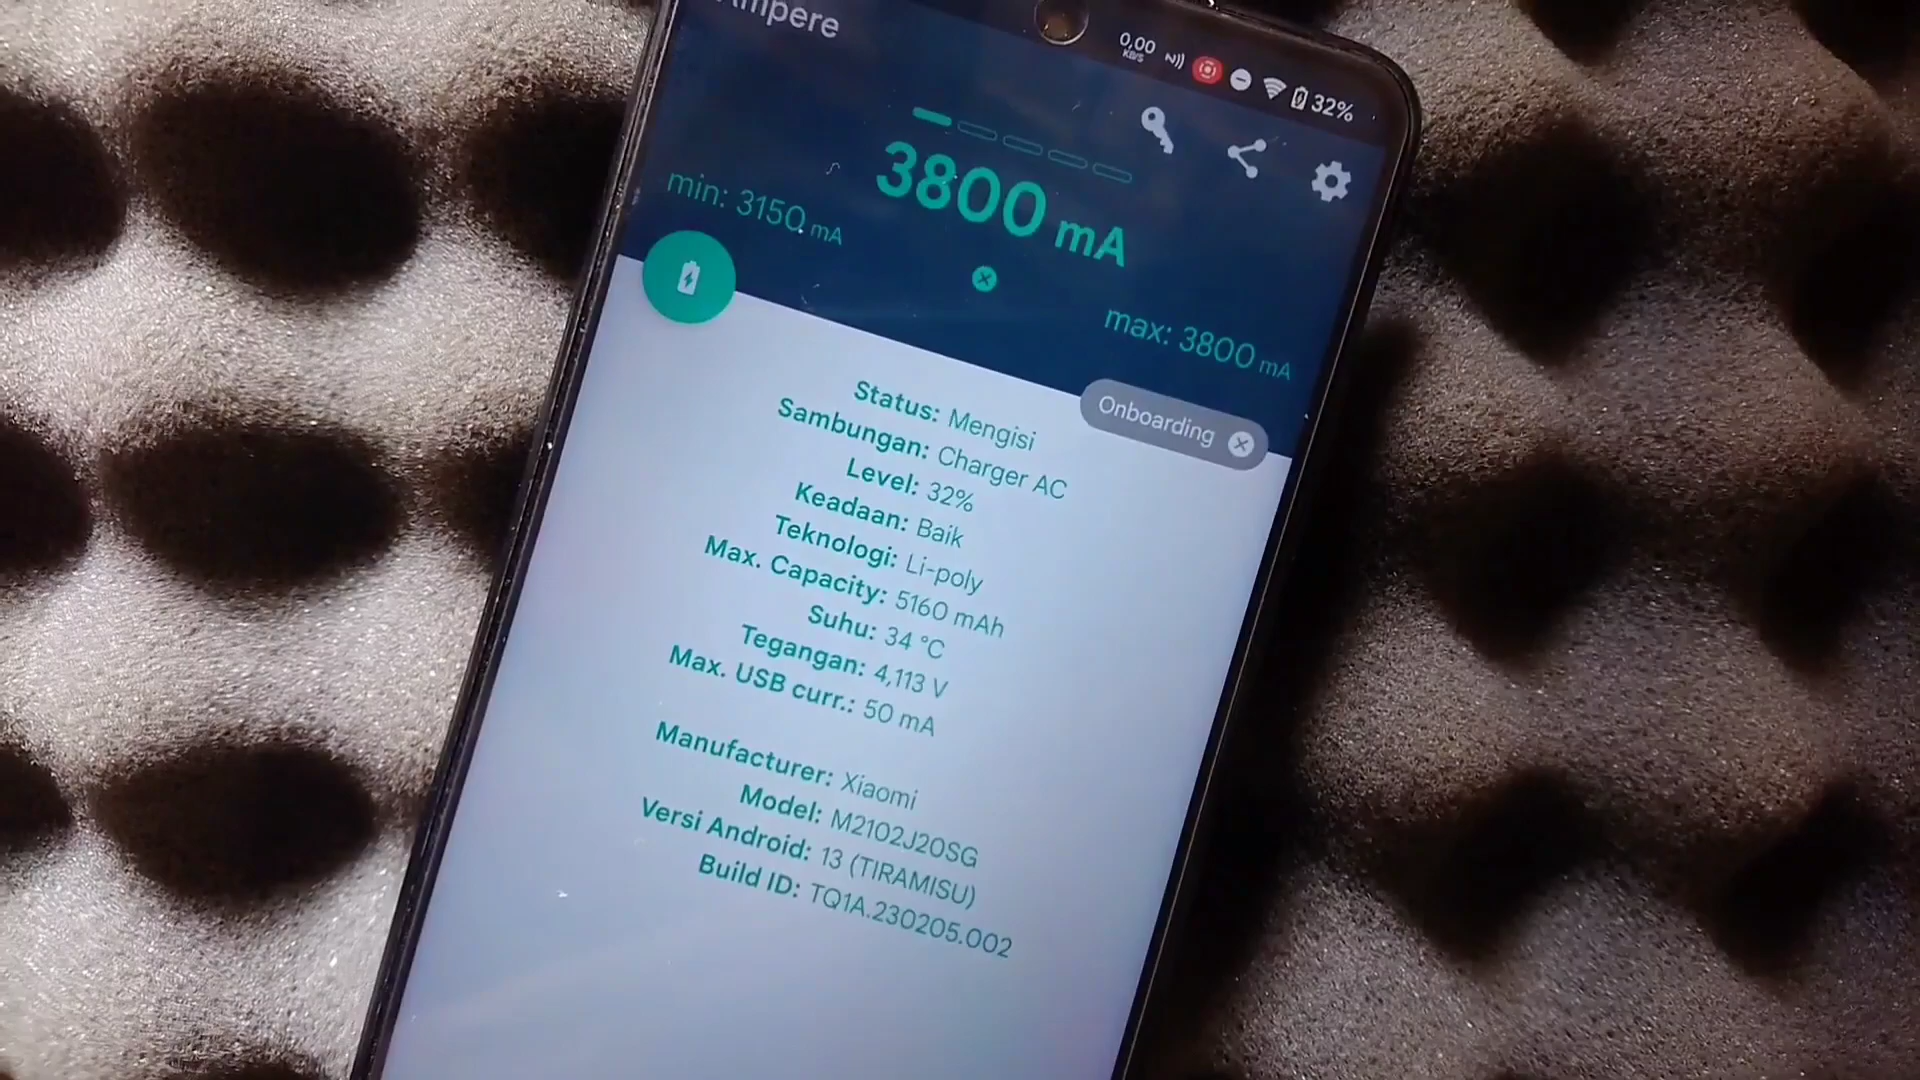 Ampere
0,00
KB/S
32%
3800 mA
min: 3150 mA
max: 3800 mA
Onboarding
Status: Mengisi
Sambungan: Charger AC
Level: 32%
Keadaan: Baik
Teknologi: Li-poly
Max. Capacity: 5160 mAh
Suhu: 34 °C
Tegangan: 4,113 V
Max. USB curr.: 50 mA
Manufacturer: Xiaomi
Model: M2102J20SG
Versi Android: 13 (TIRAMISU)
Build ID: TQ1A.230205.002